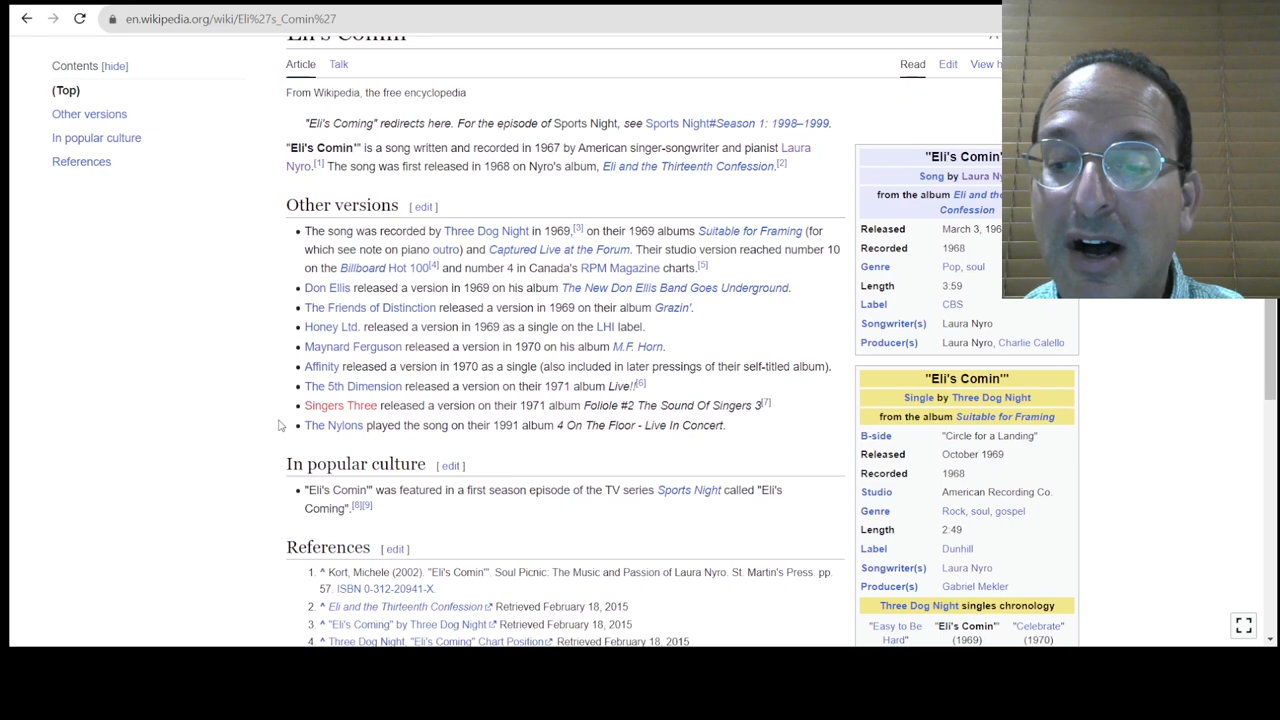 en.wikipedia.org/wiki/Eli%27s_Comin%27
Eli's Comin'
Contents [hide]
(Top)
Other versions
In popular culture
References
Article Talk
Read Edit View h
From Wikipedia, the free encyclopedia
"Eli's Coming" redirects here. For the episode of Sports Night, see Sports Night#Season 1: 1998–1999.
"Eli's Comin'" is a song written and recorded in 1967 by American singer-songwriter and pianist Laura
Nyro.[1] The song was first released in 1968 on Nyro's album, Eli and the Thirteenth Confession.[2]
Other versions [ edit ]
• The song was recorded by Three Dog Night in 1969,[3] on their 1969 albums Suitable for Framing (for
which see note on piano outro) and Captured Live at the Forum. Their studio version reached number 10
on the Billboard Hot 100[4] and number 4 in Canada's RPM Magazine charts.[5]
• Don Ellis released a version in 1969 on his album The New Don Ellis Band Goes Underground.
• The Friends of Distinction released a version in 1969 on their album Grazin'.
• Honey Ltd. released a version in 1969 as a single on the LHI label.
• Maynard Ferguson released a version in 1970 on his album M.F. Horn.
• Affinity released a version in 1970 as a single (also included in later pressings of their self-titled album).
• The 5th Dimension released a version on their 1971 album Live!![6]
• Singers Three released a version on their 1971 album Foliole #2 The Sound Of Singers 3[7]
• The Nylons played the song on their 1991 album 4 On The Floor - Live In Concert.
In popular culture [ edit ]
• "Eli's Comin'" was featured in a first season episode of the TV series Sports Night called "Eli's
Coming".[8][9]
References [ edit ]
1. ^ Kort, Michele (2002). "Eli's Comin'". Soul Picnic: The Music and Passion of Laura Nyro. St. Martin's Press. pp.
57. ISBN 0-312-20941-X.
2. ^ Eli and the Thirteenth Confession Retrieved February 18, 2015
3. ^ "Eli's Coming" by Three Dog Night Retrieved February 18, 2015
4. ^ Three Dog Night, "Eli's Coming" Chart Position Retrieved February 18, 2015
"Eli's Comin'
Song by Laura Ny
from the album Eli and the
Confession
Released March 3, 196
Recorded 1968
Genre Pop, soul
Length 3:59
Label CBS
Songwriter(s) Laura Nyro
Producer(s) Laura Nyro, Charlie Calello
"Eli's Comin'"
Single by Three Dog Night
from the album Suitable for Framing
B-side "Circle for a Landing"
Released October 1969
Recorded 1968
Studio American Recording Co.
Genre Rock, soul, gospel
Length 2:49
Label Dunhill
Songwriter(s) Laura Nyro
Producer(s) Gabriel Mekler
Three Dog Night singles chronology
"Easy to Be "Eli's Comin'" "Celebrate"
Hard" (1969) (1970)